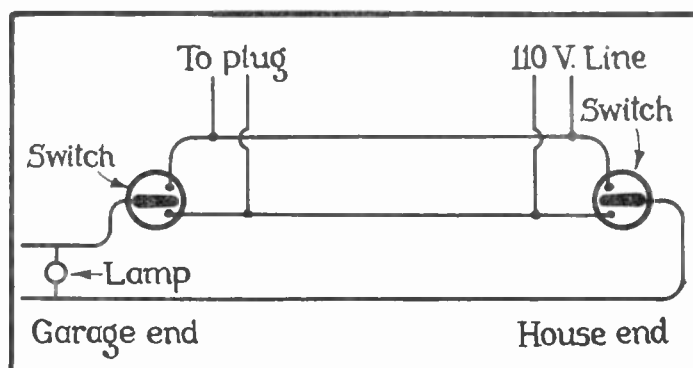 To plug
110 V. Line
Switch
Switch
Lamp
Garage end
House end